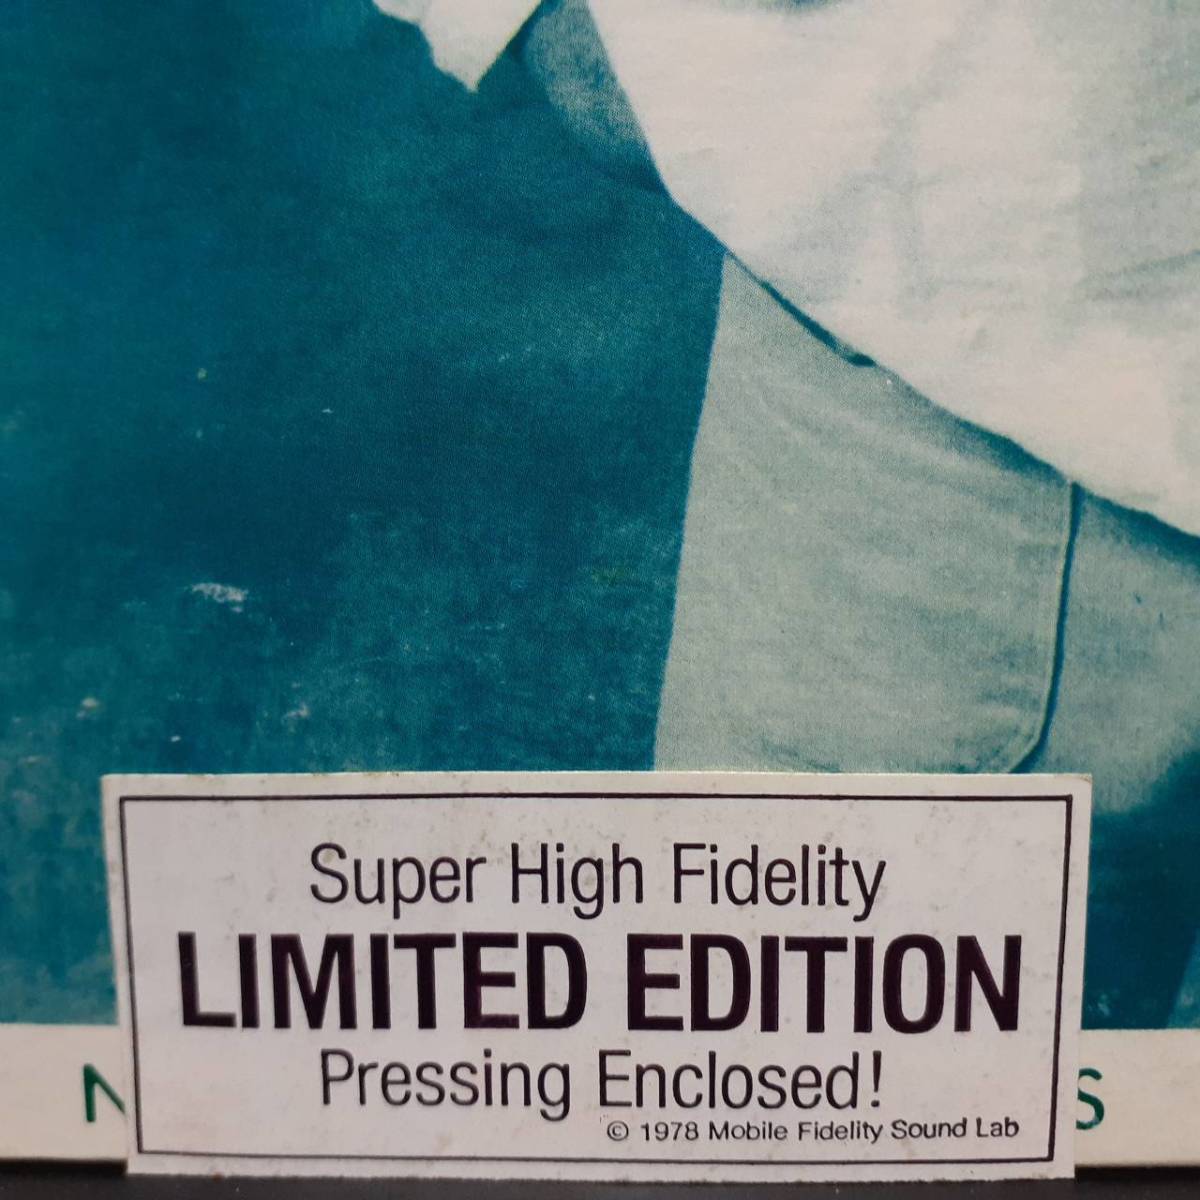 Super High Fidelity
LIMITED EDITION
Pressing Enclosed!
© 1978 Mobile Fidelity Sound Lab